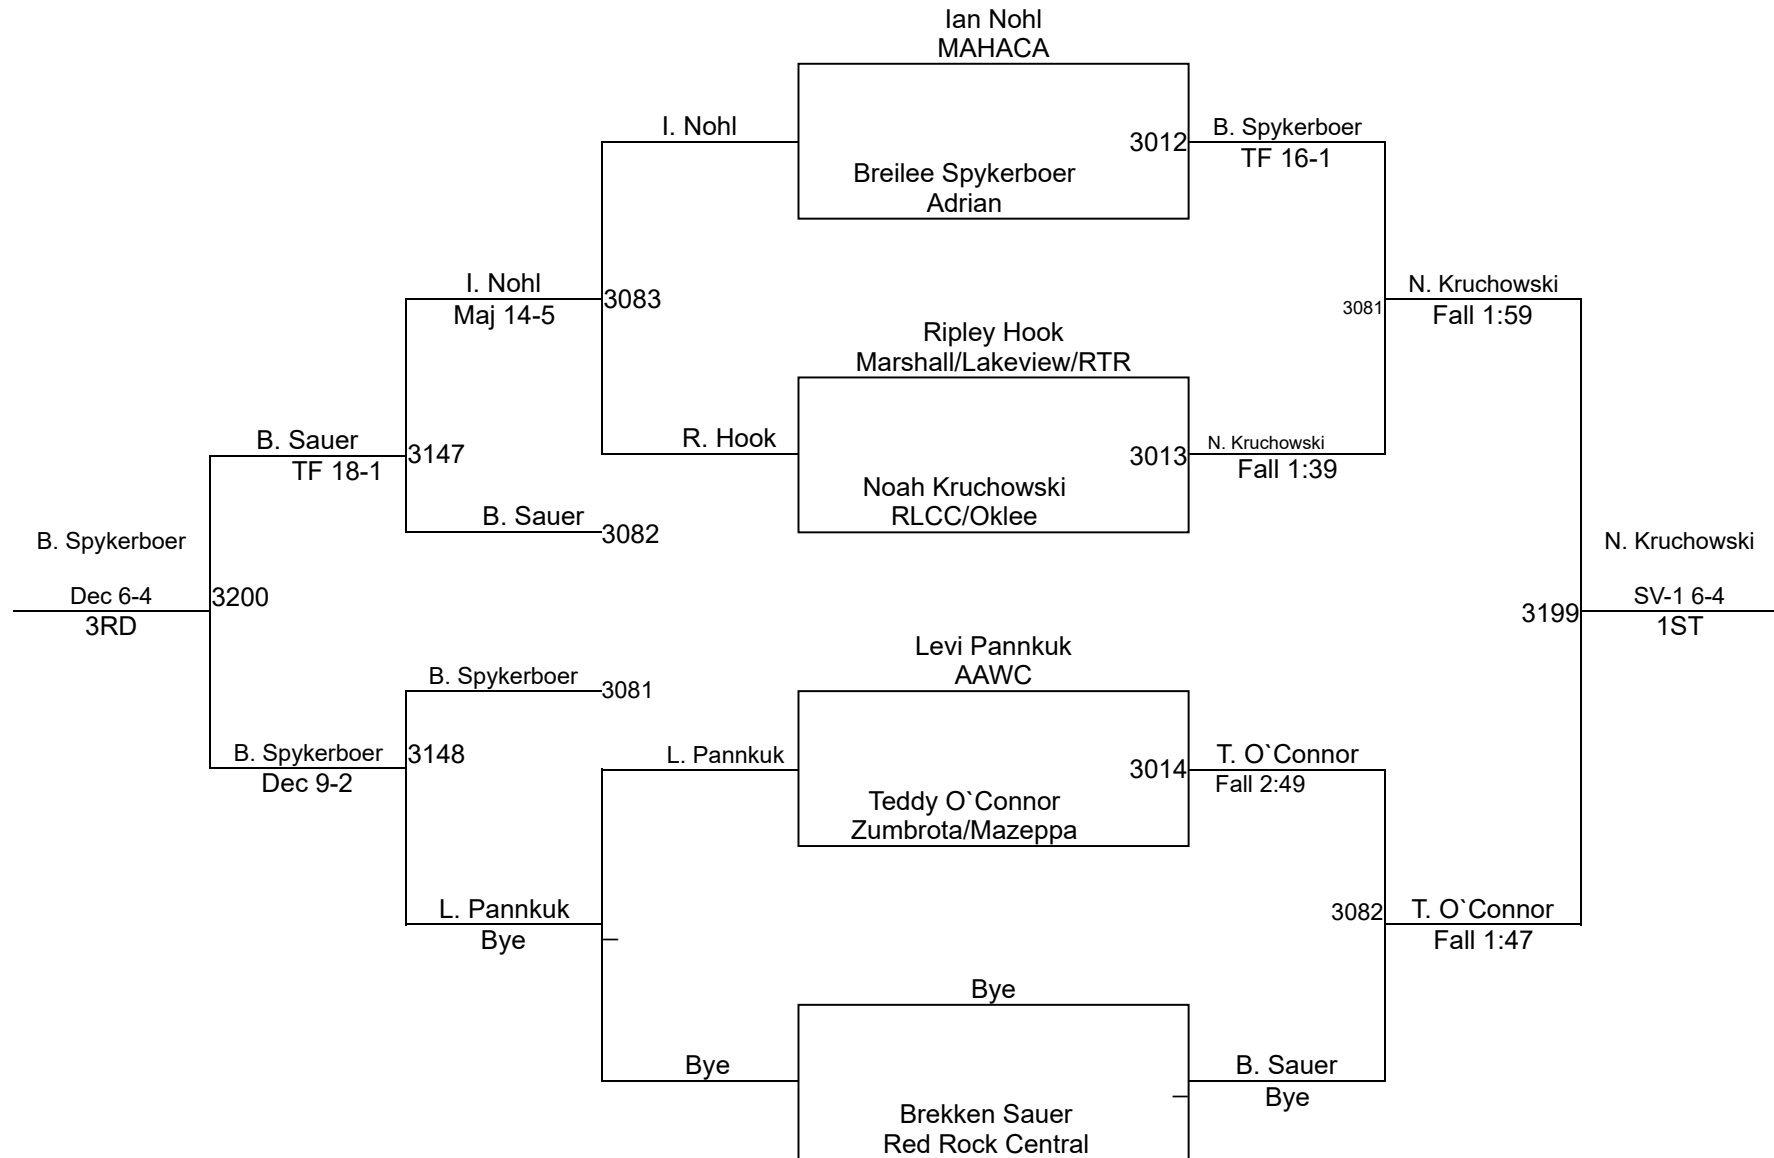 Ian Nohl
MAHACA
I. Nohl
3012
B. Spykerboer
TF 16-1
Breilee Spykerboer
Adrian
I. Nohl
Maj 14-5
3083
3081
N. Kruchowski
Fall 1:59
Ripley Hook
Marshall/Lakeview/RTR
R. Hook
3013
N. Kruchowski
Fall 1:39
B. Sauer
TF 18-1
3147
Noah Kruchowski
RLCC/Oklee
B. Sauer
3082
B. Spykerboer
N. Kruchowski
Dec 6-4
3RD
3200
3199
SV-1 6-4
1ST
Levi Pannkuk
AAWC
B. Spykerboer
3081
B. Spykerboer
Dec 9-2
3148
L. Pannkuk
3014
T. O`Connor
Fall 2:49
Teddy O`Connor
Zumbrota/Mazeppa
L. Pannkuk
Bye
3082
T. O`Connor
Fall 1:47
Bye
Bye
B. Sauer
Bye
Brekken Sauer
Red Rock Central